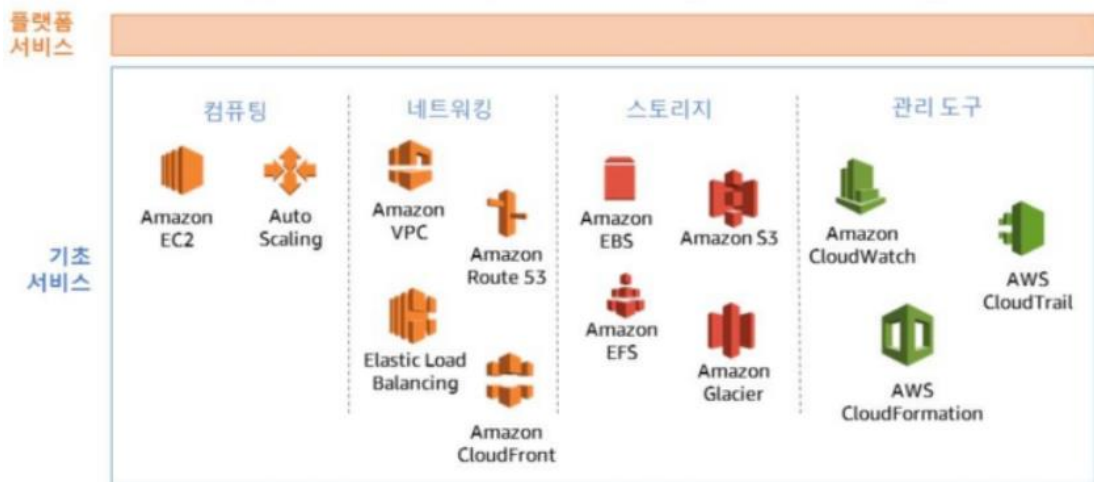 플랫폼
서비스
기초
서비스
컴퓨팅
Amazon
EC2
Auto
Scaling
네트워킹
Amazon
VPC
Amazon
Route 53
Elastic Load
Balancing
Amazon
CloudFront
스토리지
Amazon
EBS
Amazon S3
Amazon
EFS
Amazon
Glacier
관리 도구
Amazon
CloudWatch
AWS
CloudTrail
AWS
CloudFormation